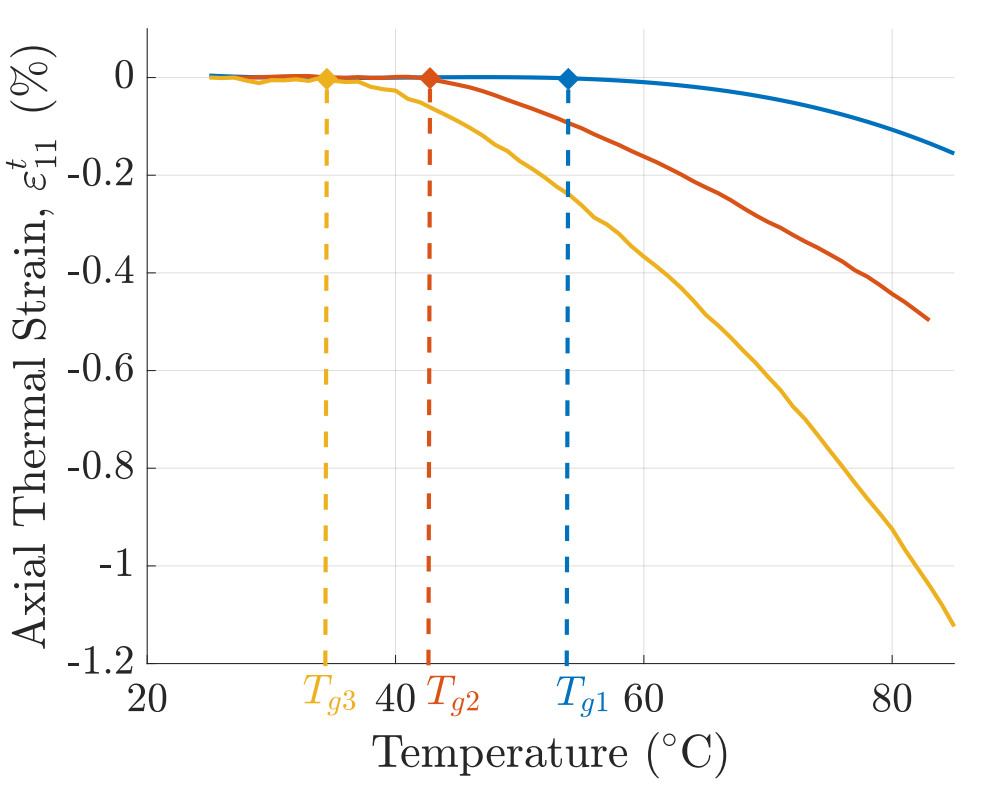 Axial Thermal Strain, εᵗ₁₁ (%)
0
-0.2
-0.4
-0.6
-0.8
-1
-1.2
20
T_g3
40
T_g2
T_g1
60
80
Temperature (°C)